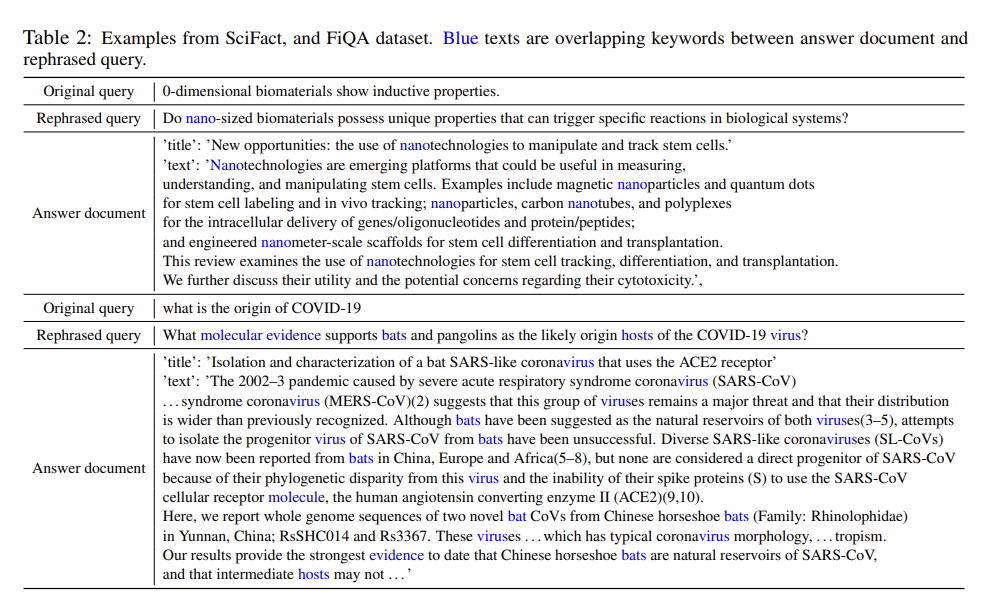 Table 2: Examples from SciFact, and FiQA dataset. Blue texts are overlapping keywords between answer document and
rephrased query.
Original query 0-dimensional biomaterials show inductive properties.
Rephrased query Do nano-sized biomaterials possess unique properties that can trigger specific reactions in biological systems?
'title': 'New opportunities: the use of nanotechnologies to manipulate and track stem cells.'
'text': 'Nanotechnologies are emerging platforms that could be useful in measuring,
understanding, and manipulating stem cells. Examples include magnetic nanoparticles and quantum dots
for stem cell labeling and in vivo tracking; nanoparticles, carbon nanotubes, and polyplexes
Answer document for the intracellular delivery of genes/oligonucleotides and protein/peptides;
and engineered nanometer-scale scaffolds for stem cell differentiation and transplantation.
This review examines the use of nanotechnologies for stem cell tracking, differentiation, and transplantation.
We further discuss their utility and the potential concerns regarding their cytotoxicity.',
Original query what is the origin of COVID-19
Rephrased query What molecular evidence supports bats and pangolins as the likely origin hosts of the COVID-19 virus?
'title': 'Isolation and characterization of a bat SARS-like coronavirus that uses the ACE2 receptor'
'text': 'The 2002–3 pandemic caused by severe acute respiratory syndrome coronavirus (SARS-CoV)
...syndrome coronavirus (MERS-CoV)(2) suggests that this group of viruses remains a major threat and that their distribution
is wider than previously recognized. Although bats have been suggested as the natural reservoirs of both viruses(3–5), attempts
to isolate the progenitor virus of SARS-CoV from bats have been unsuccessful. Diverse SARS-like coronaviruses (SL-CoVs)
have now been reported from bats in China, Europe and Africa(5–8), but none are considered a direct progenitor of SARS-CoV
Answer document because of their phylogenetic disparity from this virus and the inability of their spike proteins (S) to use the SARS-CoV
cellular receptor molecule, the human angiotensin converting enzyme II (ACE2)(9,10).
Here, we report whole genome sequences of two novel bat CoVs from Chinese horseshoe bats (Family: Rhinolophidae)
in Yunnan, China; RsSHC014 and Rs3367. These viruses ...which has typical coronavirus morphology, ...tropism.
Our results provide the strongest evidence to date that Chinese horseshoe bats are natural reservoirs of SARS-CoV,
and that intermediate hosts may not ...'